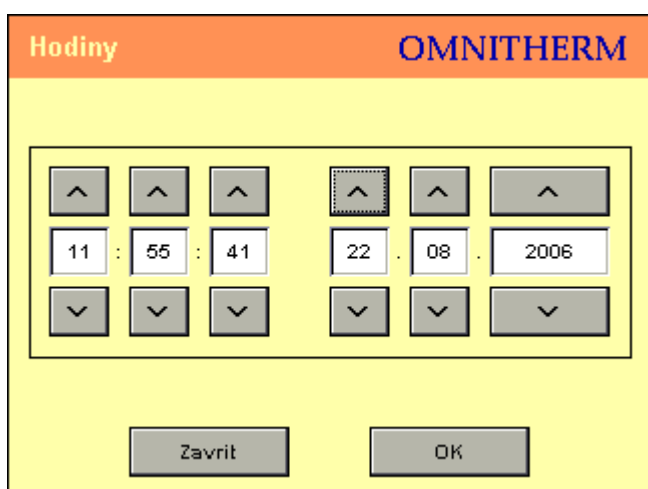 Hodiny OMNITHERM
11 : 55 : 41 22 . 08 . 2006
Zavrit OK